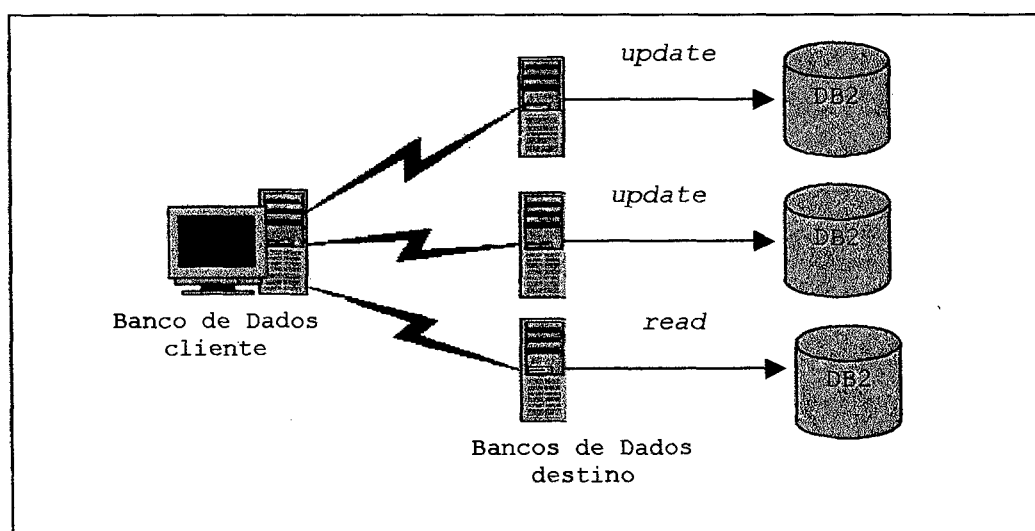 update
DB2
update
DB2
Banco de Dados
cliente
read
DB2
Bancos de Dados
destino